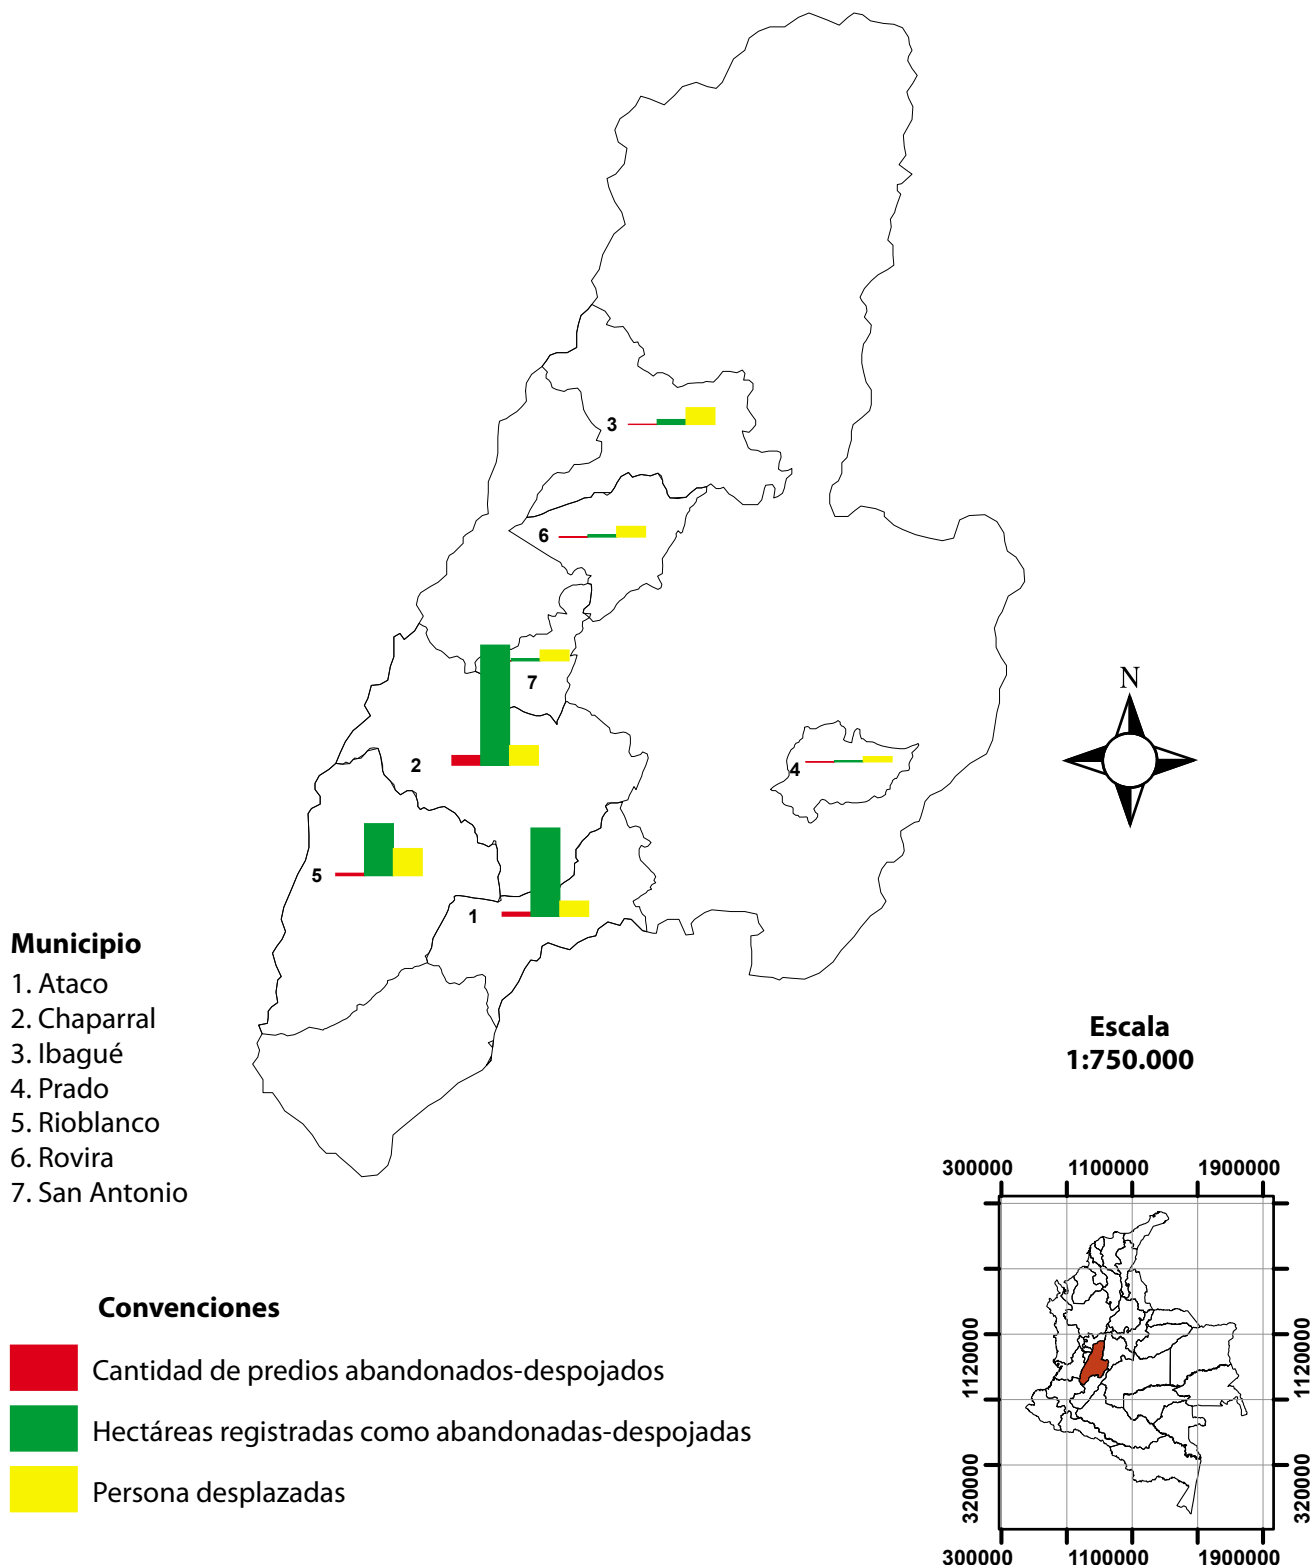 3
6
7
2
4
5
1
N
Municipio
1. Ataco
2. Chaparral
3. Ibagué
4. Prado
5. Rioblanco
6. Rovira
7. San Antonio
Escala
1:750.000
Convenciones
Cantidad de predios abandonados-despojados
Hectáreas registradas como abandonadas-despojadas
Persona desplazadas
300000 1100000 1900000
1120000 1120000
320000 320000
300000 1100000 1900000